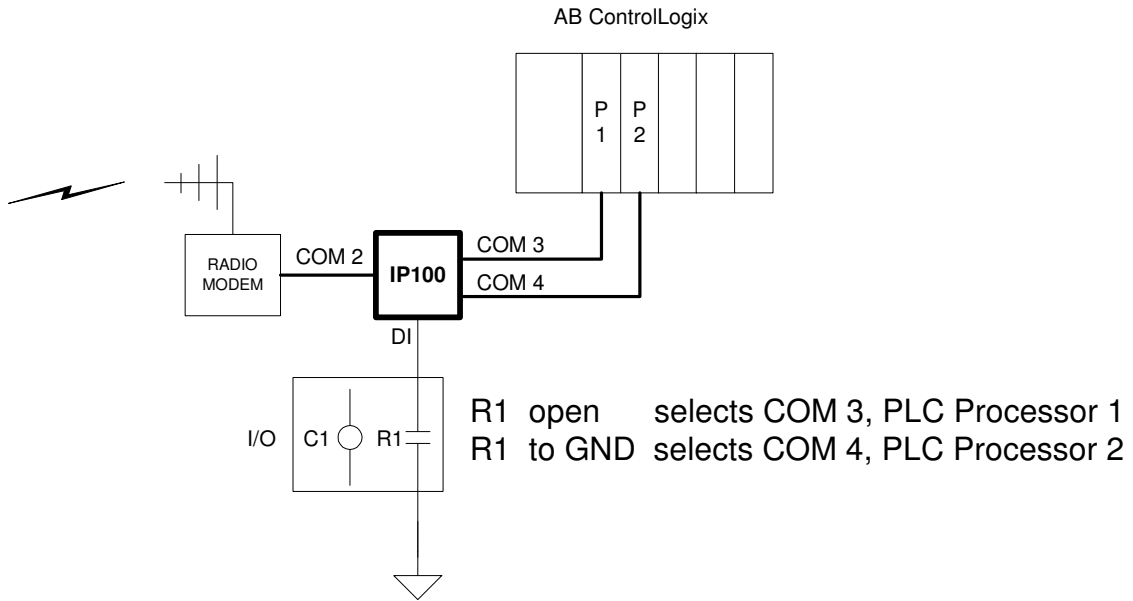 AB ControlLogix
P
1
P
2
COM 3
COM 2
RADIO
MODEM
IP100
COM 4
DI
I/O
C1
R1
R1 open selects COM 3, PLC Processor 1
R1 to GND selects COM 4, PLC Processor 2